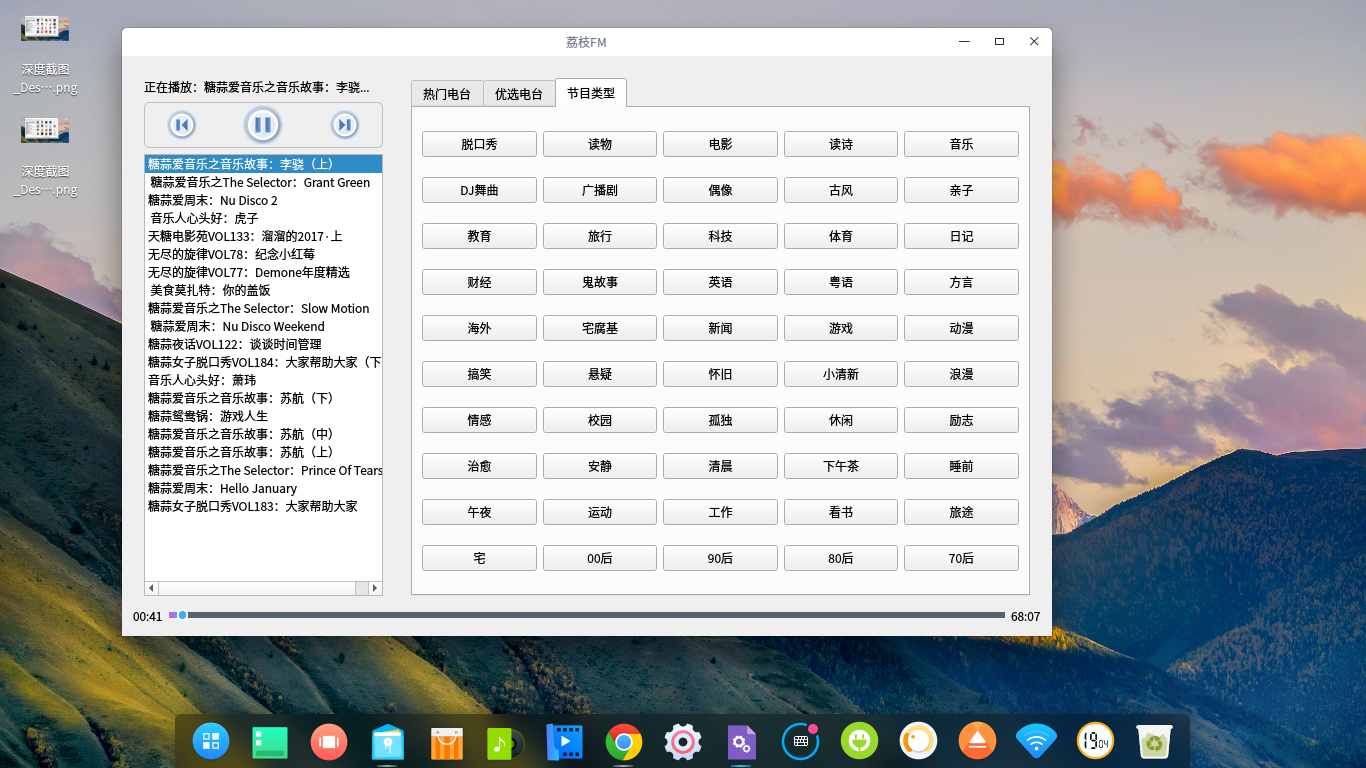 深度截图
_Des···.png
深度截图
_Des···.png
荔枝FM
正在播放：糖蒜爱音乐之音乐故事：李骁...
糖蒜爱音乐之音乐故事：李骁（上）
糖蒜爱音乐之The Selector：Grant Green
糖蒜爱周末：Nu Disco 2
音乐人心头好：虎子
天糖电影苑VOL133：溜溜的2017·上
无尽的旋律VOL78：纪念小红莓
无尽的旋律VOL77：Demone年度精选
美食莫扎特：你的盖饭
糖蒜爱音乐之The Selector：Slow Motion
糖蒜爱周末：Nu Disco Weekend
糖蒜夜话VOL122：谈谈时间管理
糖蒜女子脱口秀VOL184：大家帮助大家（下
音乐人心头好：萧玮
糖蒜爱音乐之音乐故事：苏航（下）
糖蒜鸳鸯锅：游戏人生
糖蒜爱音乐之音乐故事：苏航（中）
糖蒜爱音乐之音乐故事：苏航（上）
糖蒜爱音乐之The Selector：Prince Of Tears
糖蒜爱周末：Hello January
糖蒜女子脱口秀VOL183：大家帮助大家
热门电台 优选电台 节目类型
脱口秀 读物 电影 读诗 音乐
DJ舞曲 广播剧 偶像 古风 亲子
教育 旅行 科技 体育 日记
财经 鬼故事 英语 粤语 方言
海外 宅腐基 新闻 游戏 动漫
搞笑 悬疑 怀旧 小清新 浪漫
情感 校园 孤独 休闲 励志
治愈 安静 清晨 下午茶 睡前
午夜 运动 工作 看书 旅途
宅 00后 90后 80后 70后
00:41 68:07
19 04